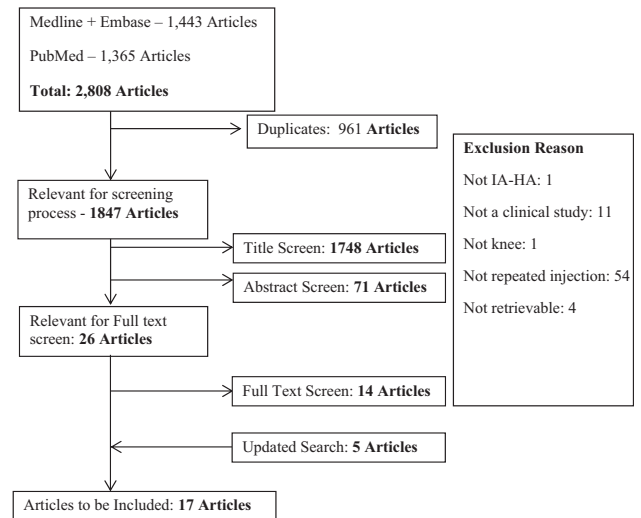 Medline + Embase – 1,443 Articles
PubMed – 1,365 Articles
Total: 2,808 Articles
Duplicates: 961 Articles
Relevant for screening
process - 1847 Articles
Title Screen: 1748 Articles
Abstract Screen: 71 Articles
Relevant for Full text
screen: 26 Articles
Full Text Screen: 14 Articles
Updated Search: 5 Articles
Articles to be Included: 17 Articles
Exclusion Reason
Not IA-HA: 1
Not a clinical study: 11
Not knee: 1
Not repeated injection: 54
Not retrievable: 4